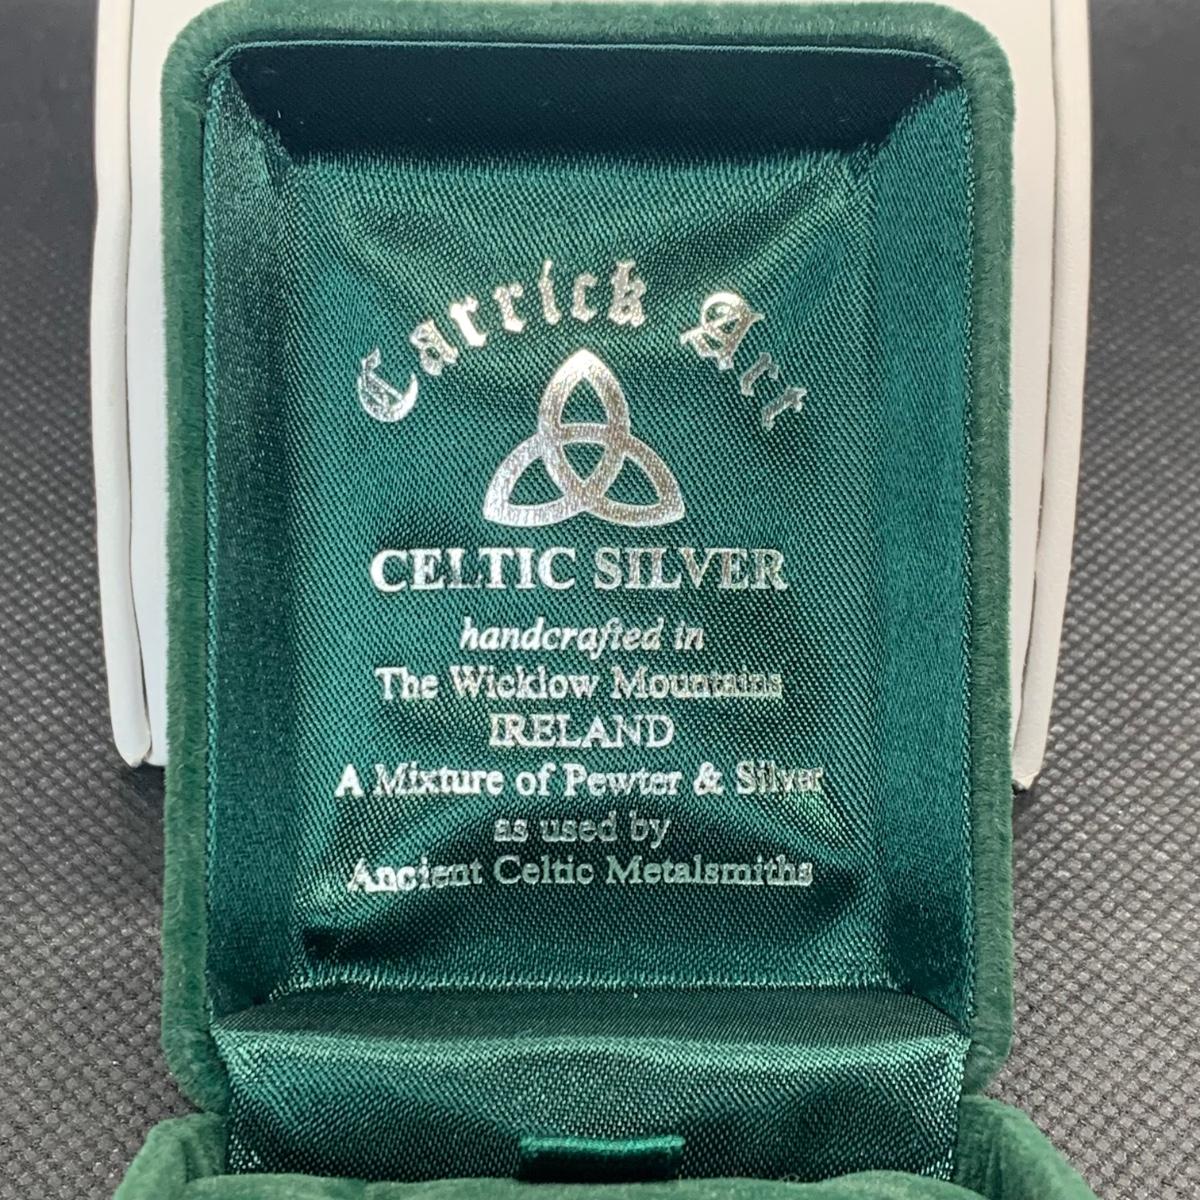 Carrick Art
CELTIC SILVER
handcrafted in
The Wicklow Mountains
IRELAND
A Mixture of Pewter & Silver
as used by
Ancient Celtic Metalsmiths